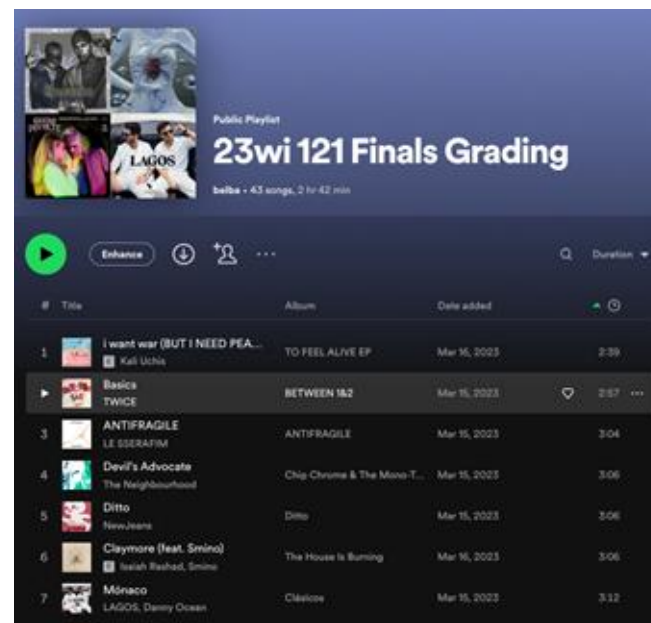 Public Playlist
23wi 121 Finals Grading
belba • 43 songs, 2 hr 42 min
LAGOS
Enhance
Duration
# Title Album Date added
1 i want war (BUT I NEED PEA... TO FEEL ALIVE EP Mar 16, 2023 2:39
E Kali Uchis
Basics BETWEEN 1&2 Mar 15, 2023 2:57
TWICE
3 ANTIFRAGILE ANTIFRAGILE Mar 15, 2023 3:04
LE SSERAFIM
4 Devil's Advocate Chip Chrome & The Mono-T... Mar 15, 2023 3:06
The Neighbourhood
5 Ditto Ditto Mar 15, 2023 3:06
NewJeans
6 Claymore (feat. Smino) The House Is Burning Mar 16, 2023 3:06
E Isaiah Rashad, Smino
7 Mónaco Clásicos Mar 15, 2023 3:12
LAGOS, Danny Ocean